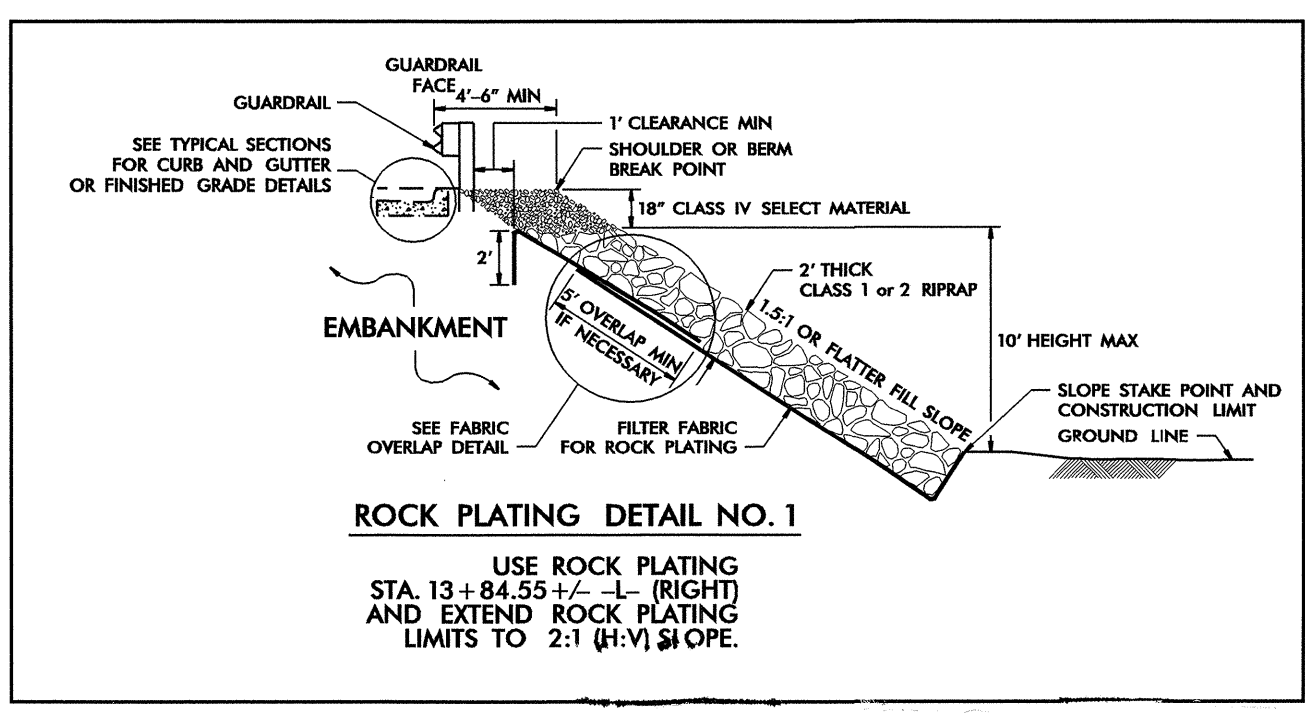 GUARDRAIL
FACE
4'–6" MIN
GUARDRAIL
1' CLEARANCE MIN
SEE TYPICAL SECTIONS
FOR CURB AND GUTTER
OR FINISHED GRADE DETAILS
SHOULDER OR BERM
BREAK POINT
18" CLASS IV SELECT MATERIAL
2'
2' THICK
CLASS 1 or 2 RIPRAP
EMBANKMENT
5' OVERLAP MIN
IF NECESSARY
1.5:1 OR FLATTER FILL SLOPE
10' HEIGHT MAX
SLOPE STAKE POINT AND
CONSTRUCTION LIMIT
GROUND LINE
SEE FABRIC
OVERLAP DETAIL
FILTER FABRIC
FOR ROCK PLATING
ROCK PLATING DETAIL NO. 1
USE ROCK PLATING
STA. 13+84.55+/– –L– (RIGHT)
AND EXTEND ROCK PLATING
LIMITS TO 2:1 (H:V) SLOPE.